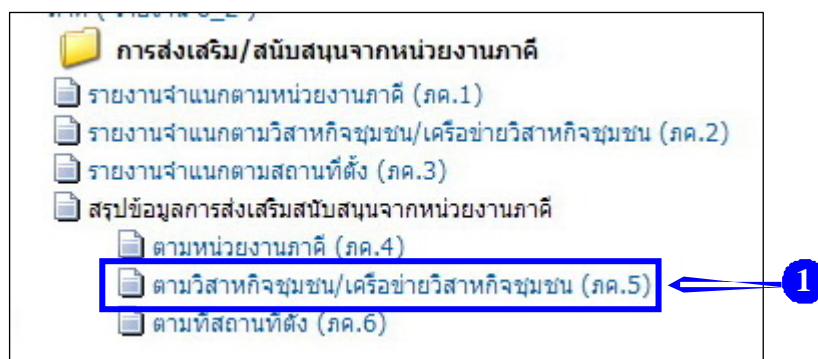 การส่งเสริม/สนับสนุนจากหน่วยงานภาคี
รายงานจำแนกตามหน่วยงานภาคี (ภค.1)
รายงานจำแนกตามวิสาหกิจชุมชน/เครือข่ายวิสาหกิจชุมชน (ภค.2)
รายงานจำแนกตามสถานที่ตั้ง (ภค.3)
สรุปข้อมูลการส่งเสริมสนับสนุนจากหน่วยงานภาคี
ตามหน่วยงานภาคี (ภค.4)
ตามวิสาหกิจชุมชน/เครือข่ายวิสาหกิจชุมชน (ภค.5) 1
ตามที่สถานที่ตั้ง (ภค.6)